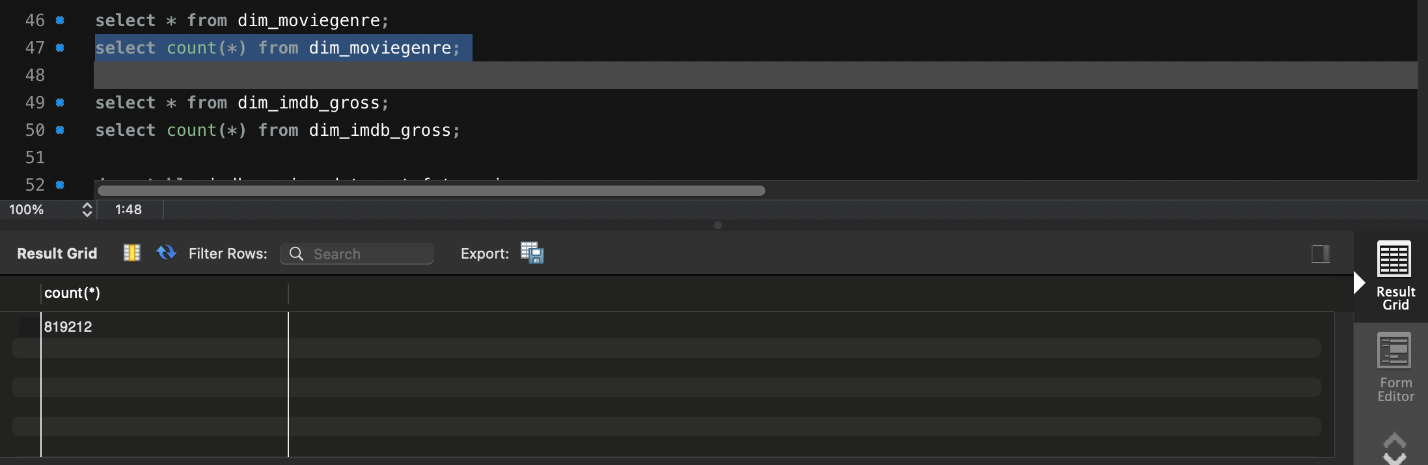 46 select * from dim_moviegenre;
47 select count(*) from dim_moviegenre;
48
49 select * from dim_imdb_gross;
50 select count(*) from dim_imdb_gross;
51
52
100% 1:48
Result Grid Filter Rows: Search Export:
count(*)
819212
Result
Grid
Form
Editor